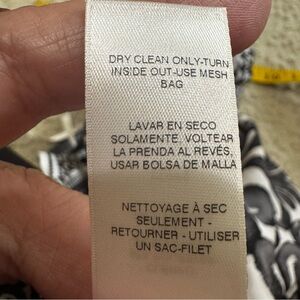 DRY CLEAN ONLY-TURN
INSIDE OUT-USE MESH
BAG
LAVAR EN SECO
SOLAMENTE, VOLTEAR
LA PRENDA AL REVÉS,
USAR BOLSA DE MALLA
NETTOYAGE À SEC
SEULEMENT -
RETOURNER - UTILISER
UN SAC-FILET